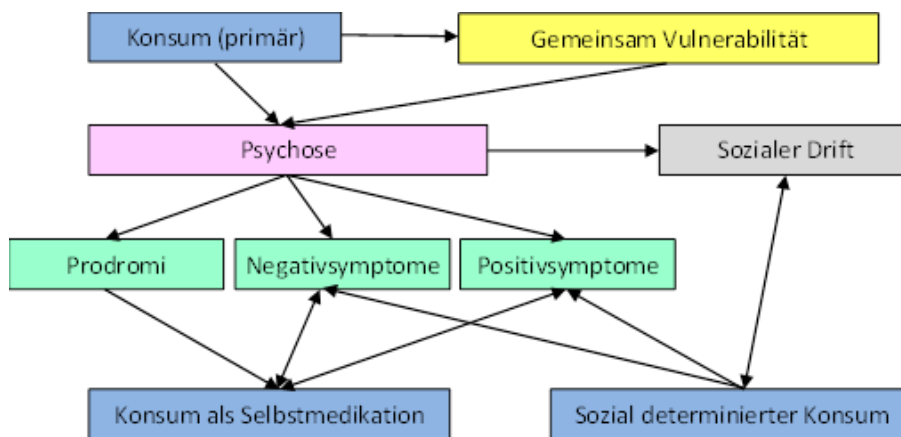 Konsum (primär)
Gemeinsam Vulnerabilität
Psychose
Sozialer Drift
Prodromi
Negativsymptome
Positivsymptome
Konsum als Selbstmedikation
Sozial determinierter Konsum